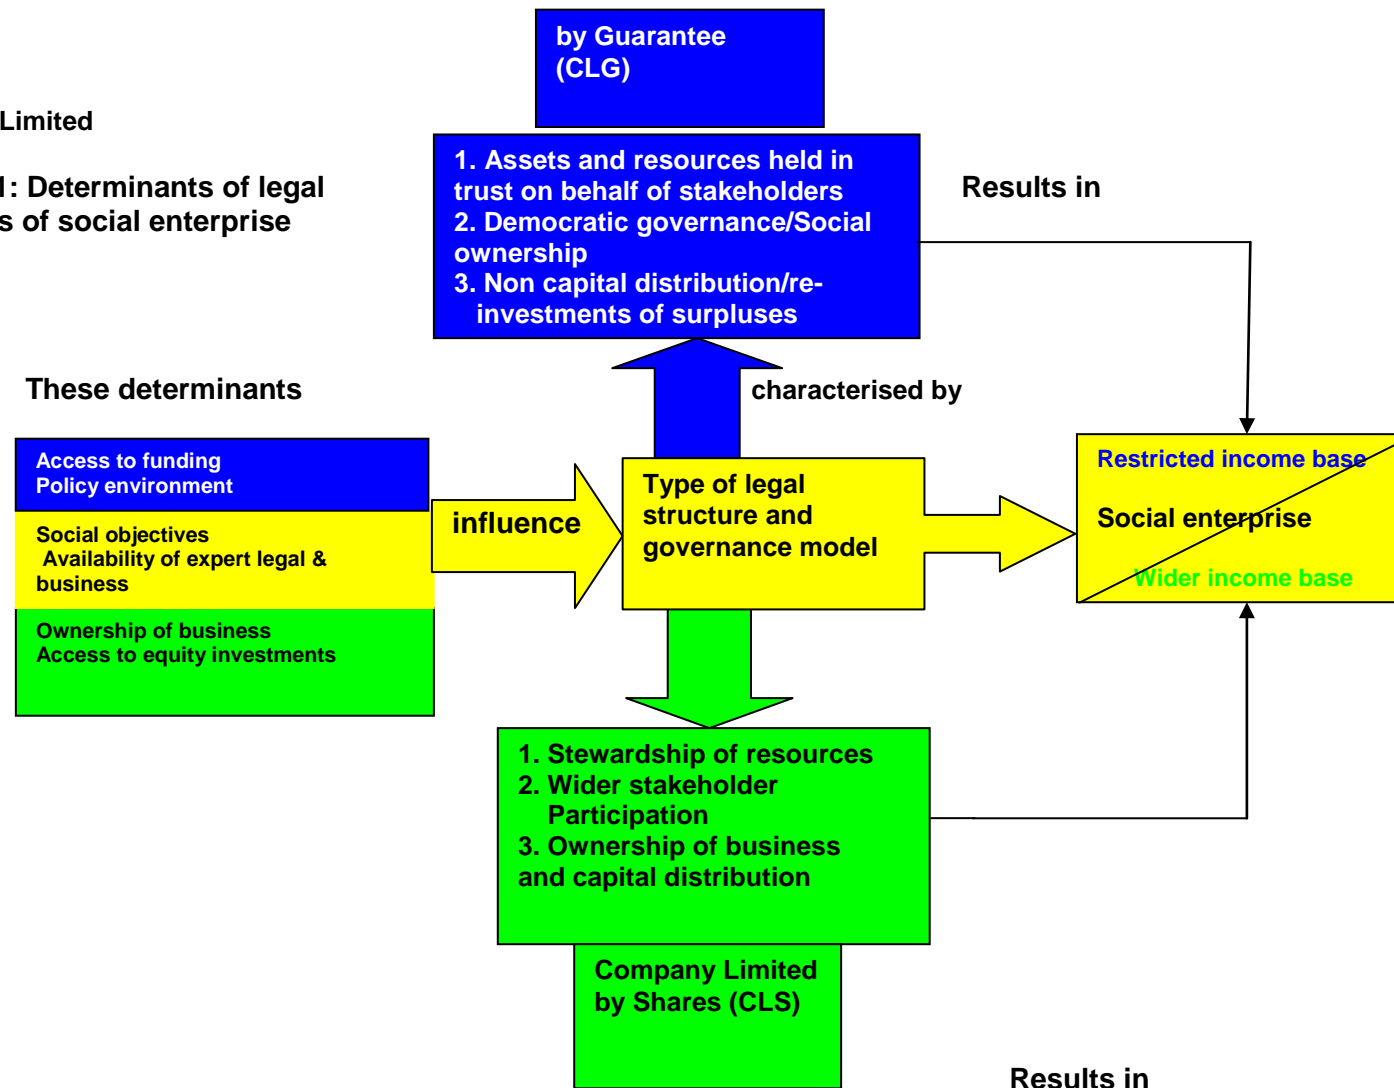 by Guarantee
(CLG)
Limited
1: Determinants of legal
s of social enterprise
1. Assets and resources held in
trust on behalf of stakeholders
2. Democratic governance/Social
ownership
3. Non capital distribution/re-
investments of surpluses
Results in
These determinants
characterised by
Access to funding
Policy environment
Social objectives
Availability of expert legal &
business
Ownership of business
Access to equity investments
influence
Type of legal
structure and
governance model
Restricted income base
Social enterprise
Wider income base
1. Stewardship of resources
2. Wider stakeholder
Participation
3. Ownership of business
and capital distribution
Company Limited
by Shares (CLS)
Results in